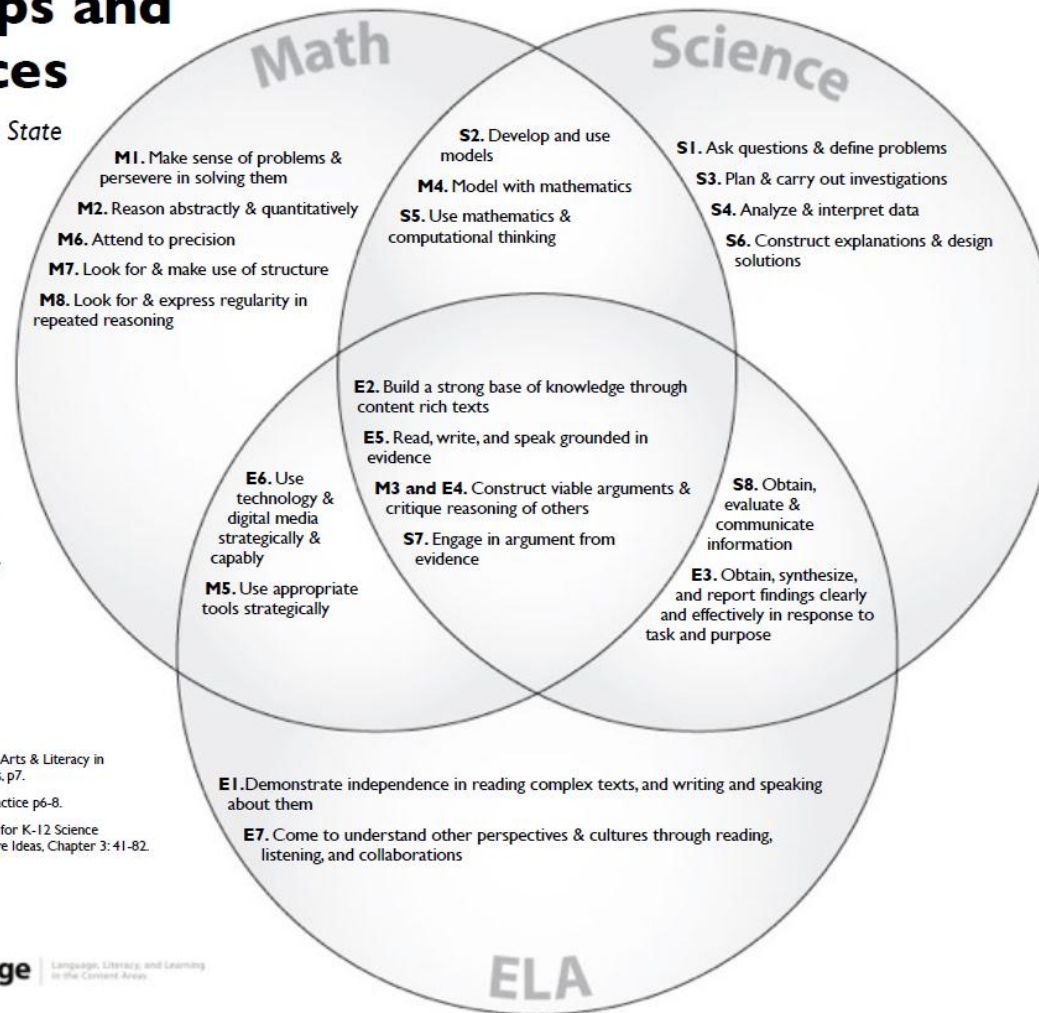 ps and
ces
State
Math
Science
M1. Make sense of problems &
persevere in solving them
M2. Reason abstractly & quantitatively
M6. Attend to precision
M7. Look for & make use of structure
M8. Look for & express regularity in
repeated reasoning
S2. Develop and use
models
M4. Model with mathematics
S5. Use mathematics &
computational thinking
S1. Ask questions & define problems
S3. Plan & carry out investigations
S4. Analyze & interpret data
S6. Construct explanations & design
solutions
E2. Build a strong base of knowledge through
content rich texts
E5. Read, write, and speak grounded in
evidence
M3 and E4. Construct viable arguments &
critique reasoning of others
S7. Engage in argument from
evidence
E6. Use
technology &
digital media
strategically &
capably
M5. Use appropriate
tools strategically
S8. Obtain,
evaluate &
communicate
information
E3. Obtain, synthesize,
and report findings clearly
and effectively in response to
task and purpose
E1.Demonstrate independence in reading complex texts, and writing and speaking
about them
E7. Come to understand other perspectives & cultures through reading,
listening, and collaborations
ELA
Arts & Literacy in
p7.
ctice p6-8.
for K-12 Science
e Ideas, Chapter 3: 41-82.
ge
Language, Literacy, and Learning
in the Content Areas